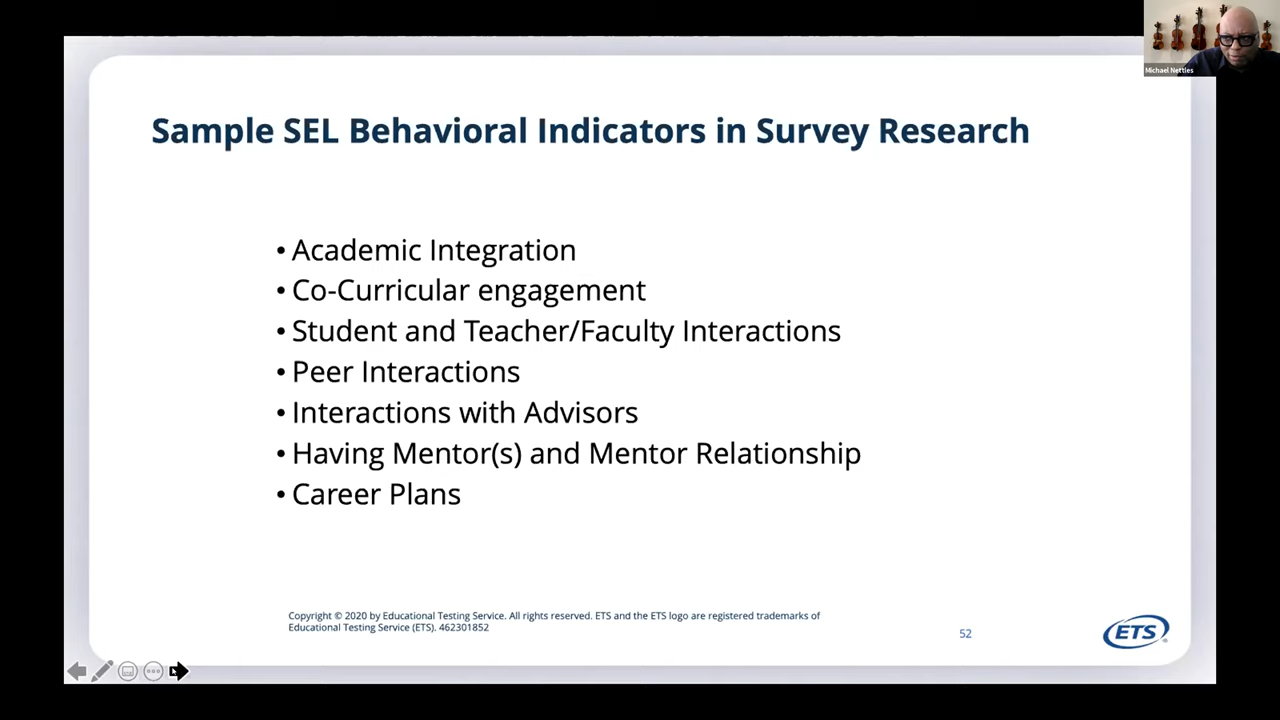 Michael Nettles
Sample SEL Behavioral Indicators in Survey Research
• Academic Integration
• Co-Curricular engagement
• Student and Teacher/Faculty Interactions
• Peer Interactions
• Interactions with Advisors
• Having Mentor(s) and Mentor Relationship
• Career Plans
Copyright © 2020 by Educational Testing Service. All rights reserved. ETS and the ETS logo are registered trademarks of
Educational Testing Service (ETS). 462301852
52
ETS